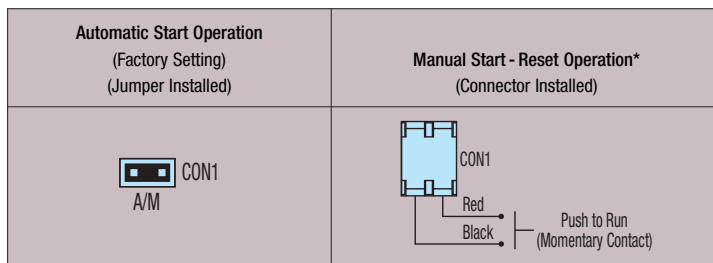 Automatic Start Operation
(Factory Setting)
(Jumper Installed)
Manual Start - Reset Operation*
(Connector Installed)
CON1
A/M
CON1
Red
Black
Push to Run
(Momentary Contact)